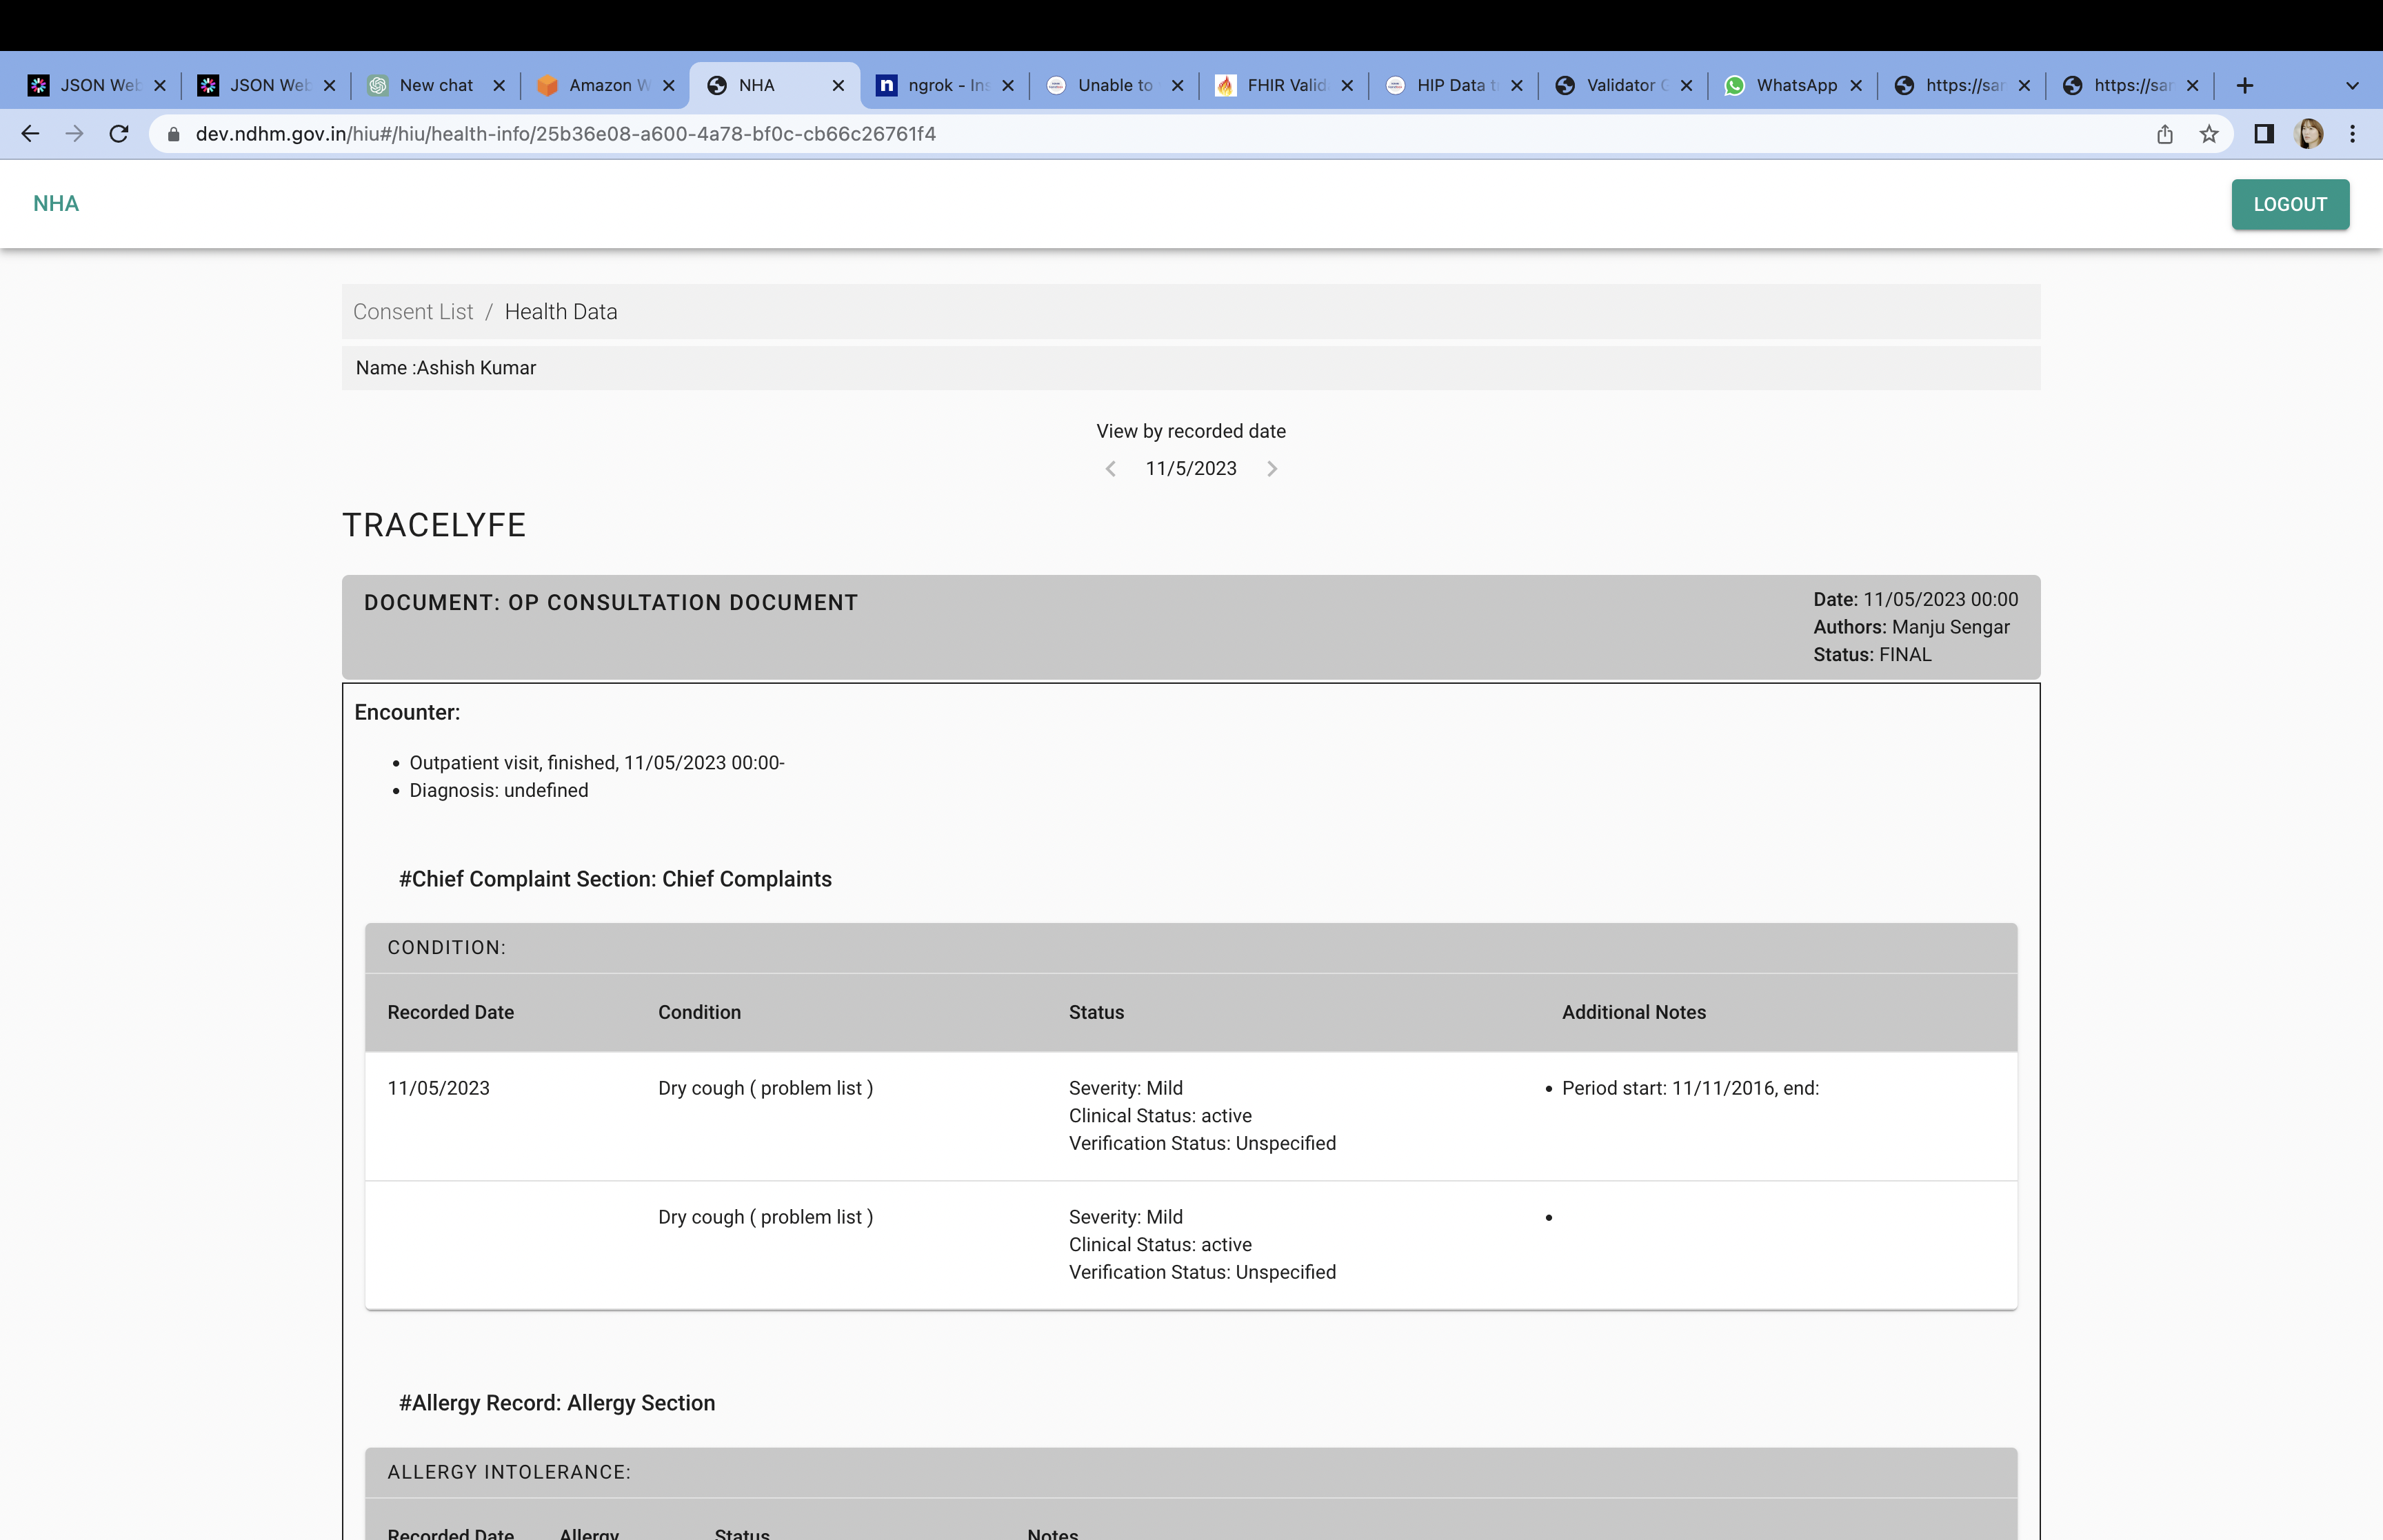 JSON Web
JSON Web
New chat
Amazon W
NHA
ngrok - Ins
Unable to
FHIR Valid
HIP Data t
Validator
WhatsApp
https://sar
https://sar
dev.ndhm.gov.in/hiu#/hiu/health-info/25b36e08-a600-4a78-bf0c-cb66c26761f4
NHA
LOGOUT
Consent List / Health Data
Name :Ashish Kumar
View by recorded date
11/5/2023
TRACELYFE
DOCUMENT: OP CONSULTATION DOCUMENT
Date: 11/05/2023 00:00
Authors: Manju Sengar
Status: FINAL
Encounter:
• Outpatient visit, finished, 11/05/2023 00:00-
• Diagnosis: undefined
#Chief Complaint Section: Chief Complaints
CONDITION:
Recorded Date Condition Status Additional Notes
11/05/2023 Dry cough ( problem list ) Severity: Mild • Period start: 11/11/2016, end:
Clinical Status: active
Verification Status: Unspecified
Dry cough ( problem list ) Severity: Mild •
Clinical Status: active
Verification Status: Unspecified
#Allergy Record: Allergy Section
ALLERGY INTOLERANCE:
Recorded Date Allergy Status Notes